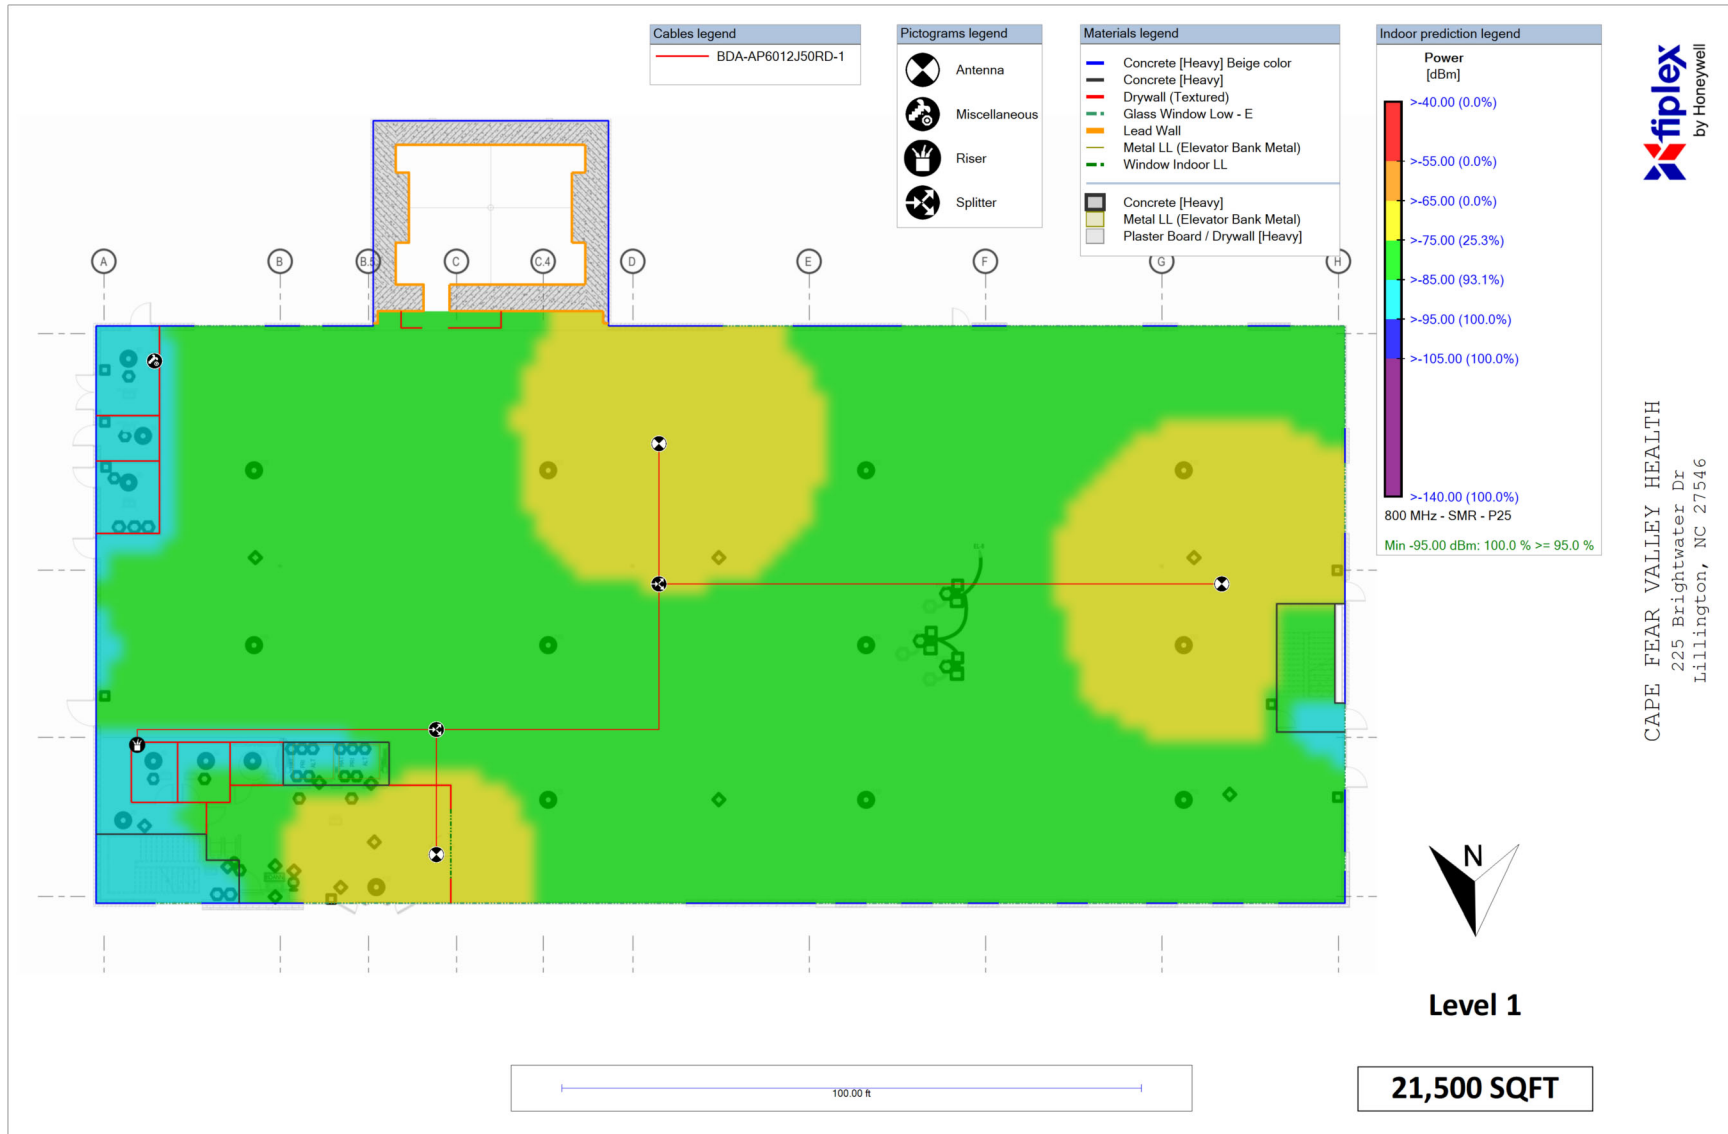 Cables legend
BDA-AP6012J50RD-1
Pictograms legend
Antenna
Miscellaneous
Riser
Splitter
Materials legend
Concrete [Heavy] Beige color
Concrete [Heavy]
Drywall (Textured)
Glass Window Low - E
Lead Wall
Metal LL (Elevator Bank Metal)
Window Indoor LL
Concrete [Heavy]
Metal LL (Elevator Bank Metal)
Plaster Board / Drywall [Heavy]
Indoor prediction legend
Power
[dBm]
>-40.00 (0.0%)
>-55.00 (0.0%)
>-65.00 (0.0%)
>-75.00 (25.3%)
>-85.00 (93.1%)
>-95.00 (100.0%)
>-105.00 (100.0%)
>-140.00 (100.0%)
800 MHz - SMR - P25
Min -95.00 dBm: 100.0 % >= 95.0 %
fiplex
by Honeywell
A B B.5 C C.4 D E F G H
CAPE FEAR VALLEY HEALTH
225 Brightwater Dr
Lillington, NC 27546
N
Level 1
100.00 ft
21,500 SQFT